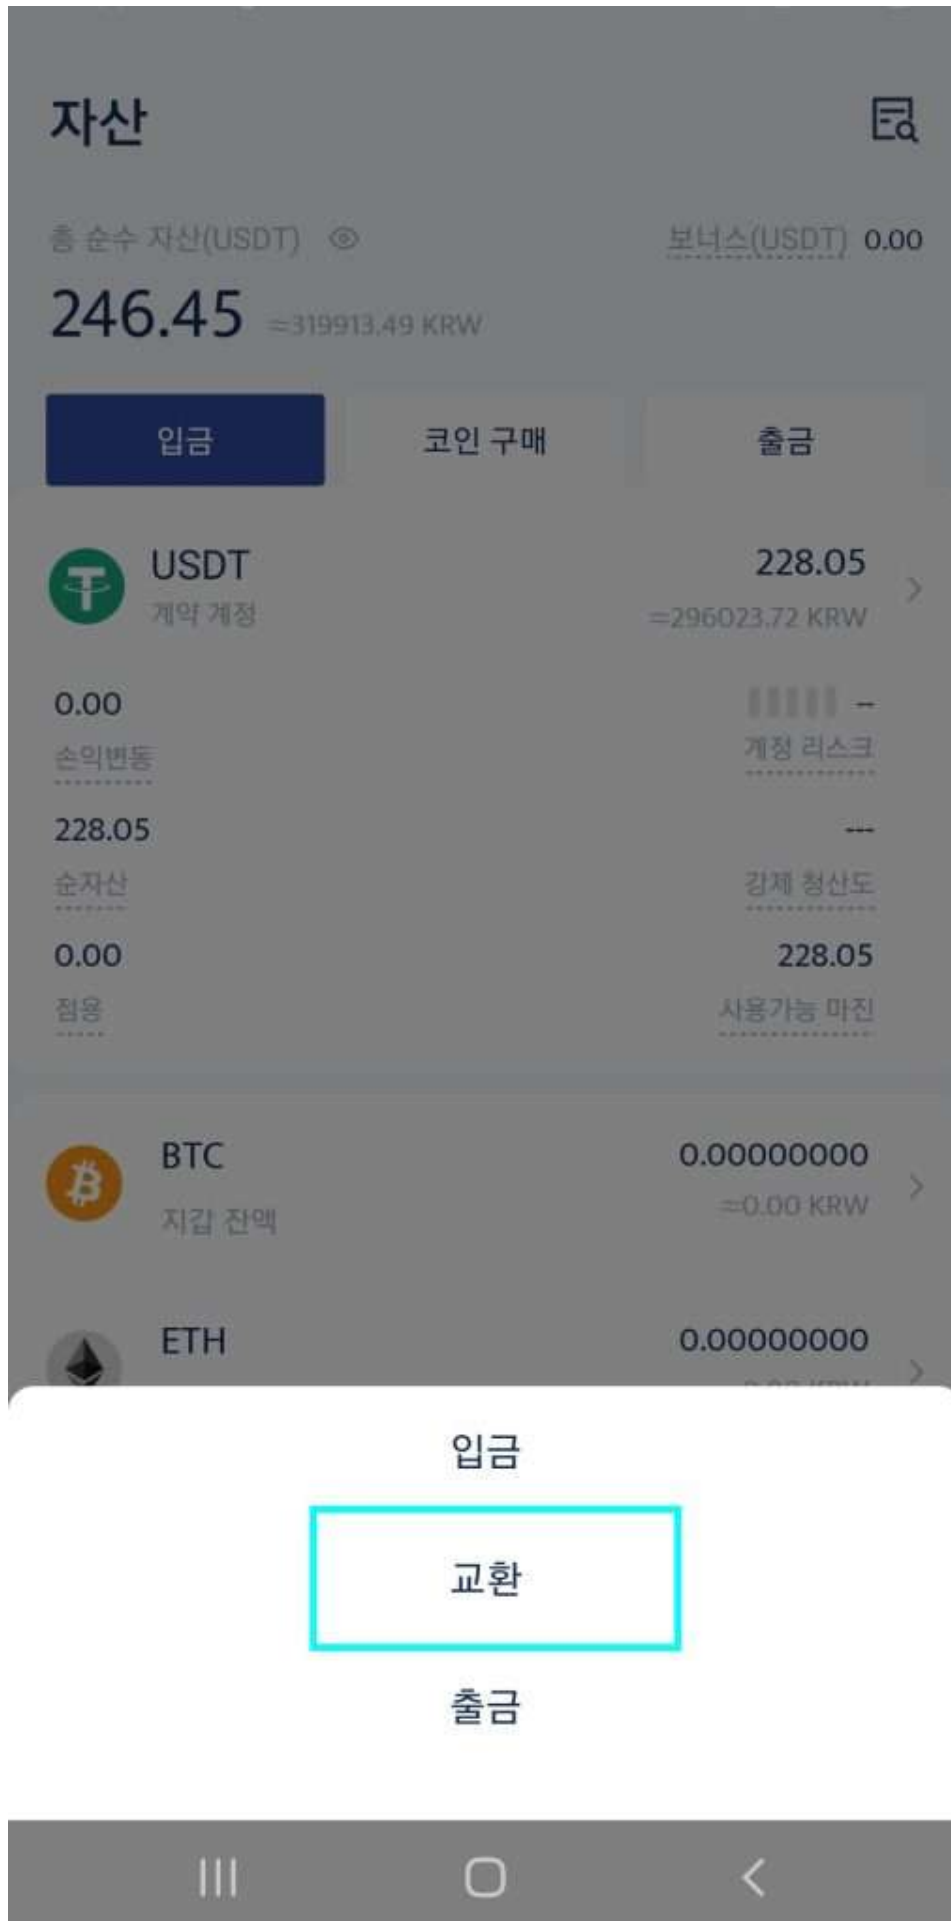 자산
총 순수 자산(USDT) 보너스(USDT) 0.00
246.45 ≈319913.49 KRW
입금 코인 구매 출금
USDT 228.05
계약 계정 ≈296023.72 KRW
0.00 --
손익변동 계정 리스크
228.05 ---
순자산 강제 청산도
0.00 228.05
점용 사용가능 마진
BTC 0.00000000
지갑 잔액 ≈0.00 KRW
ETH 0.00000000
입금
교환
출금